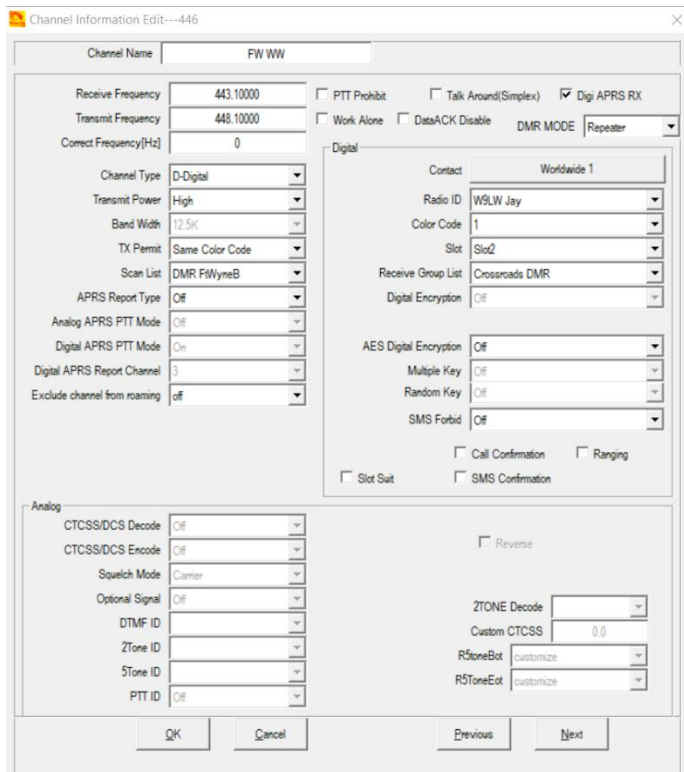 Channel Information Edit---446
Channel Name FW WW
Receive Frequency 443.10000 PTT Prohibit Talk Around(Simplex) Digi APRS RX
Transmit Frequency 448.10000 Work Alone DataACK Disable DMR MODE Repeater
Correct Frequency[Hz] 0
Digital
Contact Worldwide 1
Channel Type D-Digital
Radio ID W9LW Jay
Transmit Power High
Color Code 1
Band Width 12.5K
Slot Slot2
TX Permit Same Color Code
Receive Group List Crossroads DMR
Scan List DMR FtWyneB
Digital Encryption Off
APRS Report Type Off
Analog APRS PTT Mode Off
AES Digital Encryption Off
Digital APRS PTT Mode On
Multiple Key Off
Digital APRS Report Channel 3
Random Key Off
Exclude channel from roaming off
SMS Forbid Off
Call Confirmation Ranging
Slot Suit SMS Confirmation
Analog
CTCSS/DCS Decode Off
CTCSS/DCS Encode Off
Reverse
Squelch Mode Carrier
Optional Signal Off
2TONE Decode
DTMF ID
Custom CTCSS 0.0
2Tone ID
R5toneBot customize
5Tone ID
R5ToneEot customize
PTT ID Off
OK Cancel Previous Next